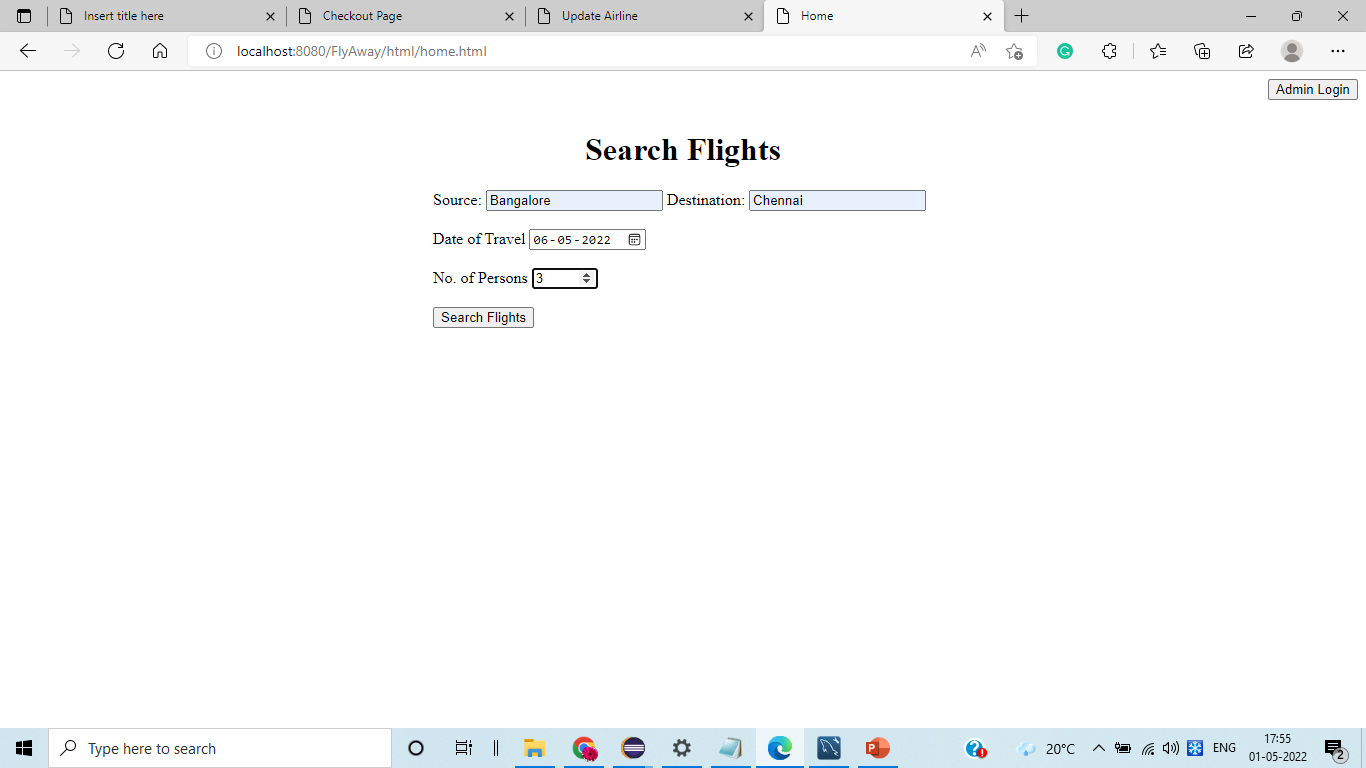 Insert title here
Checkout Page
Update Airline
Home
localhost:8080/FlyAway/html/home.html
Admin Login
Search Flights
Source: Bangalore Destination: Chennai
Date of Travel 06-05-2022
No. of Persons 3
Search Flights
Type here to search
20°C
ENG
17:55
01-05-2022
2